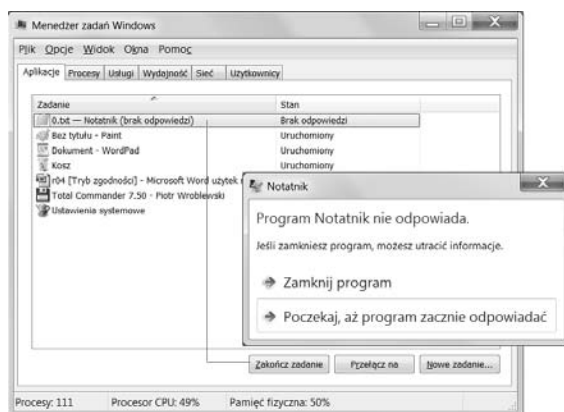 Menedżer zadań Windows
Plik Opcje Widok Okna Pomoc
Aplikacje Procesy Usługi Wydajność Sieć Użytkownicy
Zadanie Stan
0.txt — Notatnik (brak odpowiedzi) Brak odpowiedzi
Bez tytułu - Paint Uruchomiony
Dokument - WordPad Uruchomiony
Kosz Uruchomiony
r04 [Tryb zgodności] - Microsoft Word użytek
Total Commander 7.50 - Piotr Wroblewski
Ustawienia systemowe
Notatnik
Program Notatnik nie odpowiada.
Jeśli zamkniesz program, możesz utracić informacje.
Zamknij program
Poczekaj, aż program zacznie odpowiadać
Zakończ zadanie Przełącz na Nowe zadanie...
Procesy: 111 Procesor CPU: 49% Pamięć fizyczna: 50%